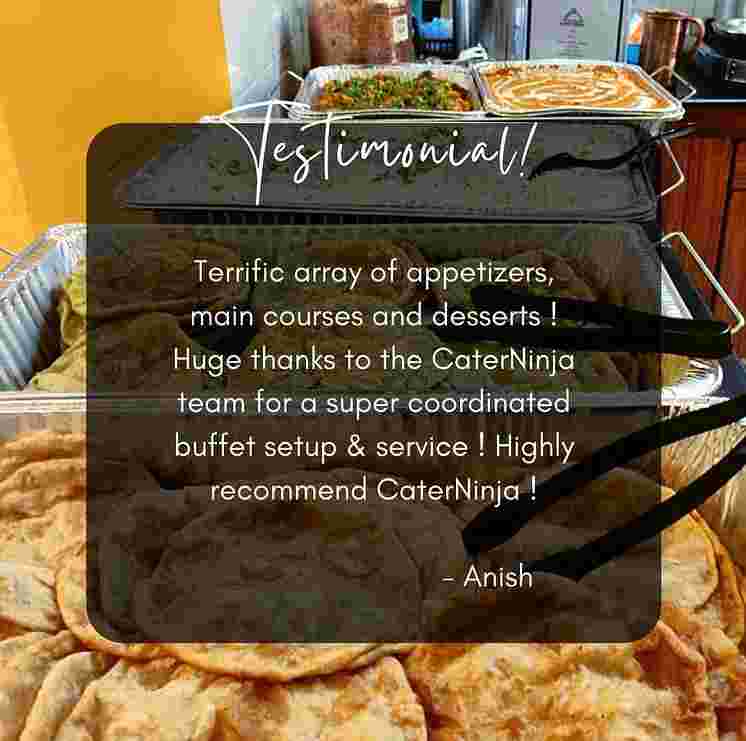 Testimonial!
Terrific array of appetizers,
main courses and desserts !
Huge thanks to the CaterNinja
team for a super coordinated
buffet setup & service ! Highly
recommend CaterNinja !
- Anish